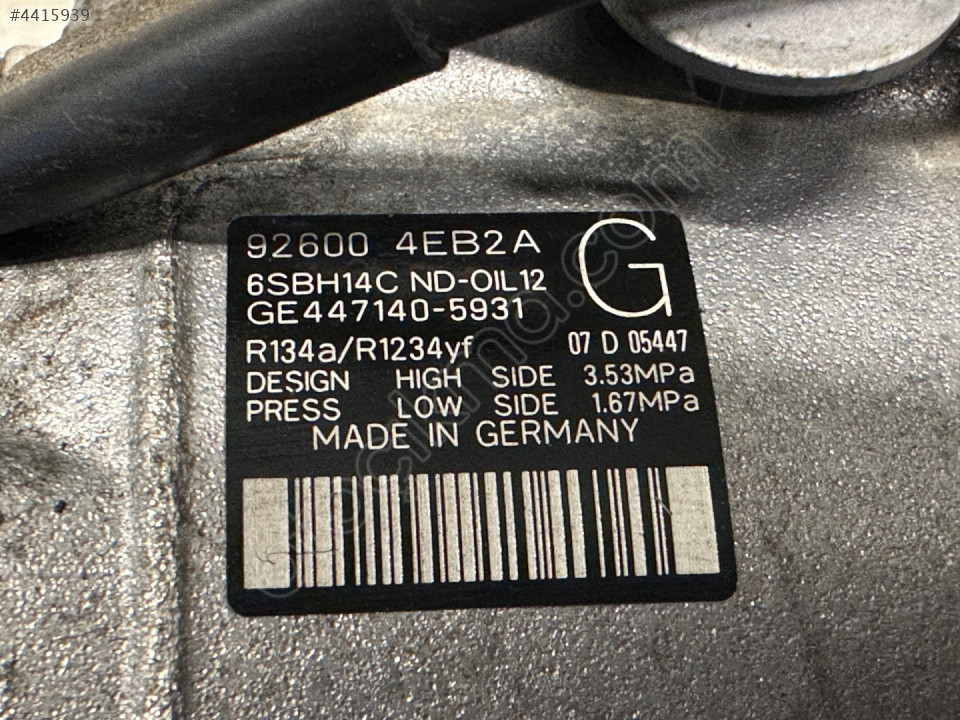 #4415939
92600 4EB2A
G
6SBH14C ND-OIL12
GE447140-5931
R134a/R1234yf 07 D 05447
DESIGN HIGH SIDE 3.53MPa
PRESS LOW SIDE 1.67MPa
MADE IN GERMANY